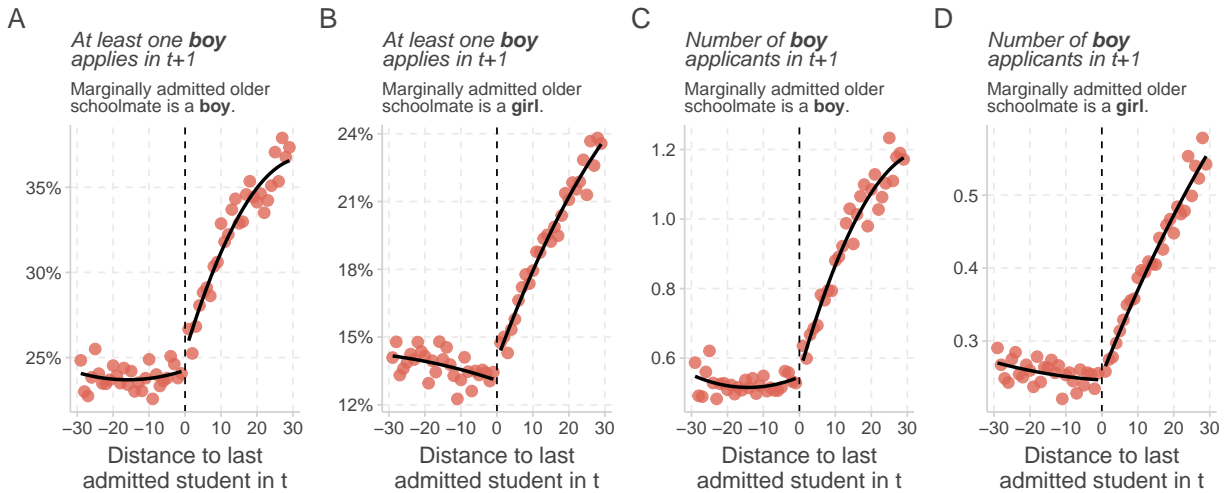 A
At least one boy
applies in t+1
Marginally admitted older
schoolmate is a boy.
35%
30%
25%
−30 −20 −10 0 10 20 30
Distance to last
admitted student in t
B
At least one boy
applies in t+1
Marginally admitted older
schoolmate is a girl.
24%
21%
18%
15%
12%
−30 −20 −10 0 10 20 30
Distance to last
admitted student in t
C
Number of boy
applicants in t+1
Marginally admitted older
schoolmate is a boy.
1.2
1.0
0.8
0.6
−30 −20 −10 0 10 20 30
Distance to last
admitted student in t
D
Number of boy
applicants in t+1
Marginally admitted older
schoolmate is a girl.
0.5
0.4
0.3
−30 −20 −10 0 10 20 30
Distance to last
admitted student in t